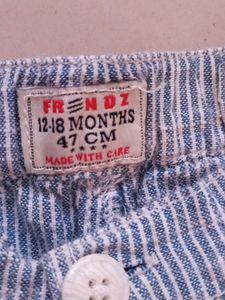 FRENDZ
12-18 MONTHS
47 CM
MADE WITH CARE